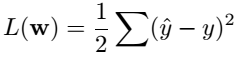 L(𝐰) = 1/2 ∑(ŷ − y)²